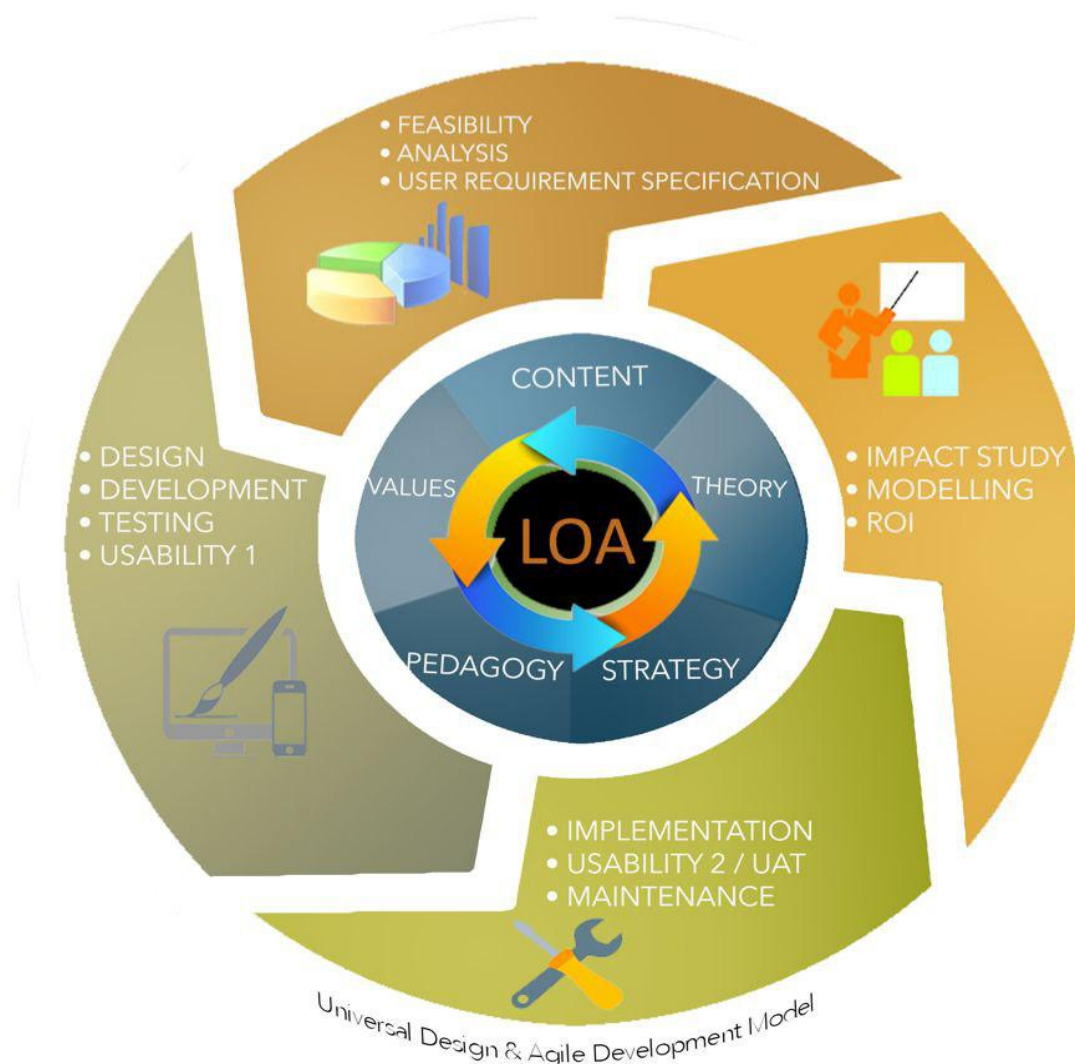 • FEASIBILITY
• ANALYSIS
• USER REQUIREMENT SPECIFICATION
• IMPACT STUDY
• MODELLING
• ROI
• DESIGN
• DEVELOPMENT
• TESTING
• USABILITY 1
CONTENT
VALUES
THEORY
LOA
PEDAGOGY
STRATEGY
• IMPLEMENTATION
• USABILITY 2 / UAT
• MAINTENANCE
Universal Design & Agile Development Model